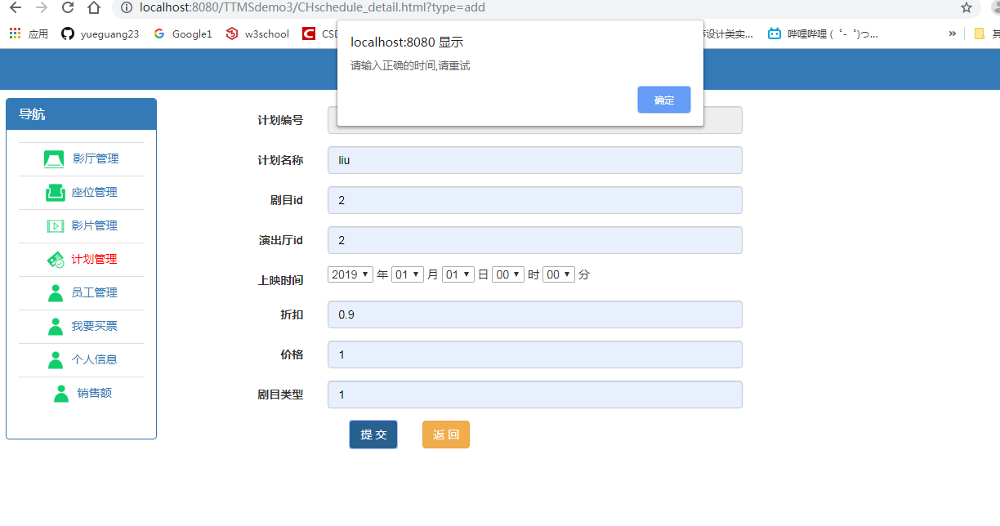 localhost:8080/TTMSdemo3/CHschedule_detail.html?type=add
应用 yueguang23 Google1 w3school 设计类实... 哔哩哔哩 ( ゜- ゜)つ... »
localhost:8080 显示
请输入正确的时间,请重试
确定
导航
影厅管理
座位管理
影片管理
计划管理
员工管理
我要买票
个人信息
销售额
计划编号
计划名称 liu
剧目id 2
演出厅id 2
上映时间 2019 年 01 月 01 日 00 时 00 分
折扣 0.9
价格 1
剧目类型 1
提 交 返 回